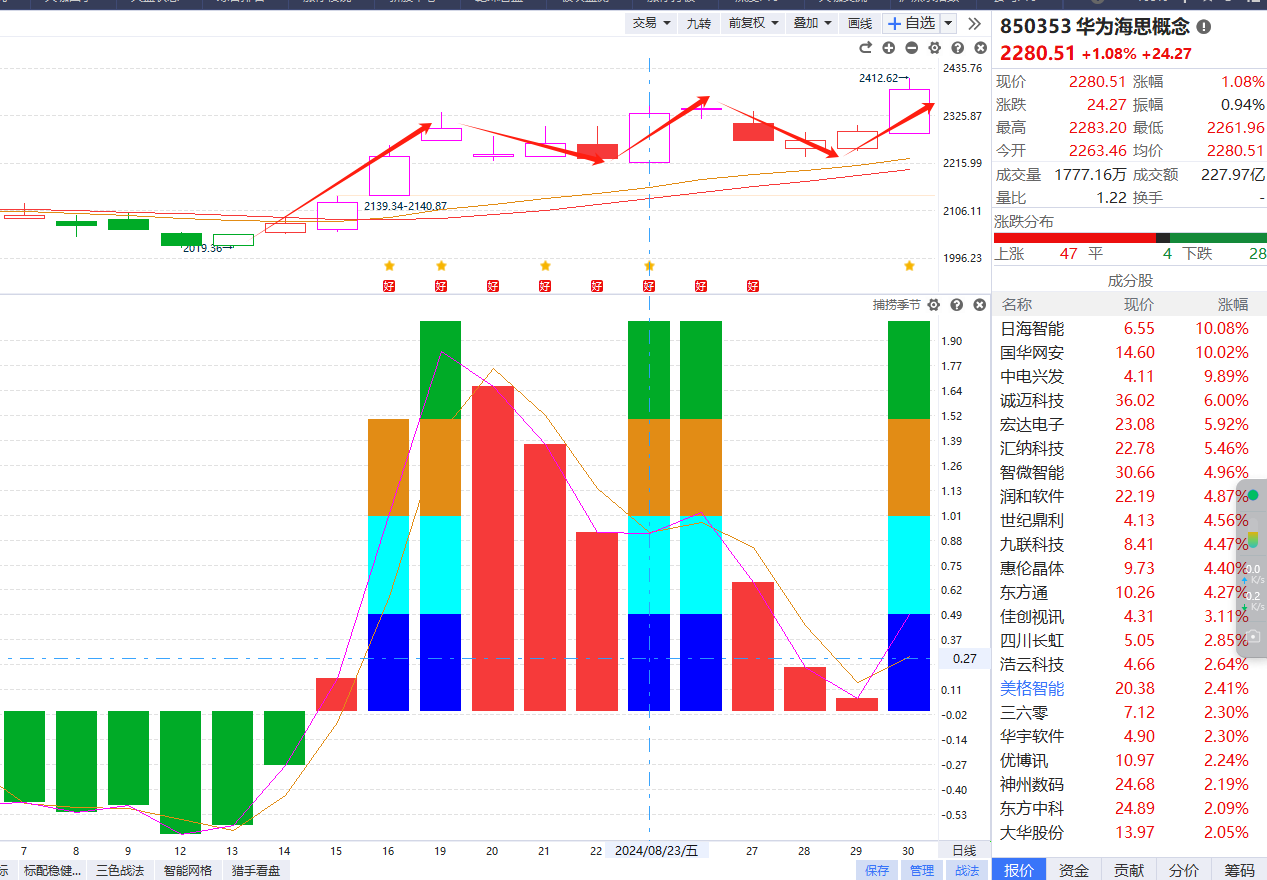 交易 九转 前复权 叠加 画线 自选
2412.62
2139.34-2140.87
2019.36
2435.76
2325.87
2215.99
2106.11
1996.23
好 好 好 好 好 好 好 好
捕捞季节
1.90
1.77
1.64
1.52
1.39
1.26
1.13
1.01
0.88
0.75
0.62
0.49
0.37
0.27
0.11
-0.02
-0.14
-0.27
-0.40
-0.53
7 8 9 12 13 14 15 16 19 20 21 22 2024/08/23/五 27 28 29 30 日线
标配稳健... 三色战法 智能网格 猎手看盘 保存 管理 战法
850353 华为海思概念
2280.51 +1.08% +24.27
现价 2280.51 涨幅 1.08%
涨跌 24.27 振幅 0.94%
最高 2283.20 最低 2261.96
今开 2263.46 均价 2280.51
成交量 1777.16万 成交额 227.97亿
量比 1.22 换手 -
涨跌分布
上涨 47 平 4 下跌 28
成分股
名称 现价 涨幅
日海智能 6.55 10.08%
国华网安 14.60 10.02%
中电兴发 4.11 9.89%
诚迈科技 36.02 6.00%
宏达电子 23.08 5.92%
汇纳科技 22.78 5.46%
智微智能 30.66 4.96%
润和软件 22.19 4.87%
世纪鼎利 4.13 4.56%
九联科技 8.41 4.47%
惠伦晶体 9.73 4.40%
东方通 10.26 4.27%
佳创视讯 4.31 3.11%
四川长虹 5.05 2.85%
浩云科技 4.66 2.64%
美格智能 20.38 2.41%
三六零 7.12 2.30%
华宇软件 4.90 2.30%
优博讯 10.97 2.24%
神州数码 24.68 2.19%
东方中科 24.89 2.09%
大华股份 13.97 2.05%
0.0
K/s
0.2
K/s
报价 资金 贡献 分价 筹码